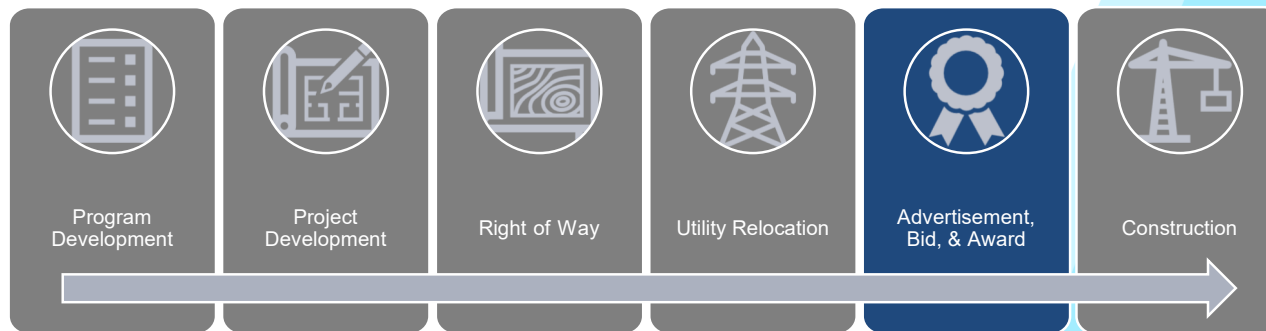 Program
Development
Project
Development
Right of Way
Utility Relocation
Advertisement,
Bid, & Award
Construction